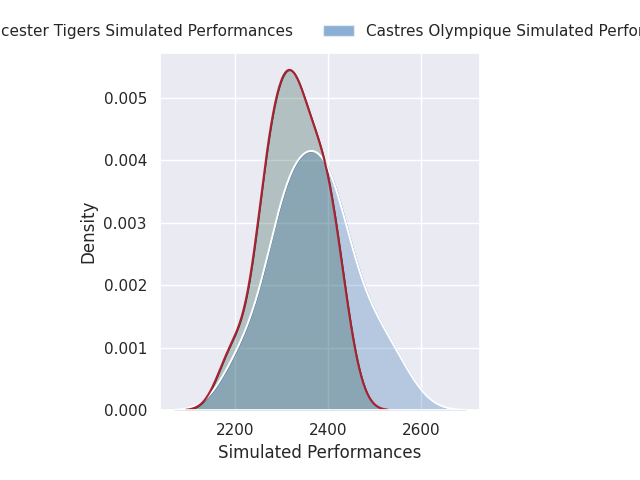 cester Tigers Simulated Performances
Castres Olympique Simulated Perfo
0.005
0.004
0.003
0.002
0.001
0.000
Density
2200
2400
2600
Simulated Performances